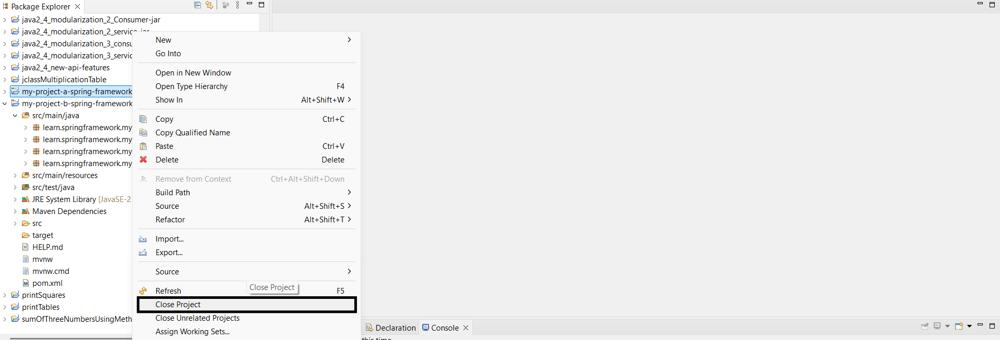 Package Explorer
java2_4_modularization_2_Consumer-jar
java2_4_modularization_2_service-jar
java2_4_modularization_3_consu
java2_4_modularization_3_servic
java2_4_new-api-features
jclassMultiplicationTable
my-project-a-spring-framework
my-project-b-spring-framework
src/main/java
learn.springframework.my
learn.springframework.my
learn.springframework.my
learn.springframework.my
src/main/resources
src/test/java
JRE System Library [JavaSE-2
Maven Dependencies
src
target
HELP.md
mvnw
mvnw.cmd
pom.xml
printSquares
printTables
sumOfThreeNumbersUsingMeth
New
Go Into
Open in New Window
Open Type Hierarchy F4
Show In Alt+Shift+W
Copy Ctrl+C
Copy Qualified Name
Paste Ctrl+V
Delete Delete
Remove from Context Ctrl+Alt+Shift+Down
Build Path
Source Alt+Shift+S
Refactor Alt+Shift+T
Import...
Export...
Source
Refresh F5
Close Project
Close Project
Close Unrelated Projects
Assign Working Sets...
Declaration
Console
this time